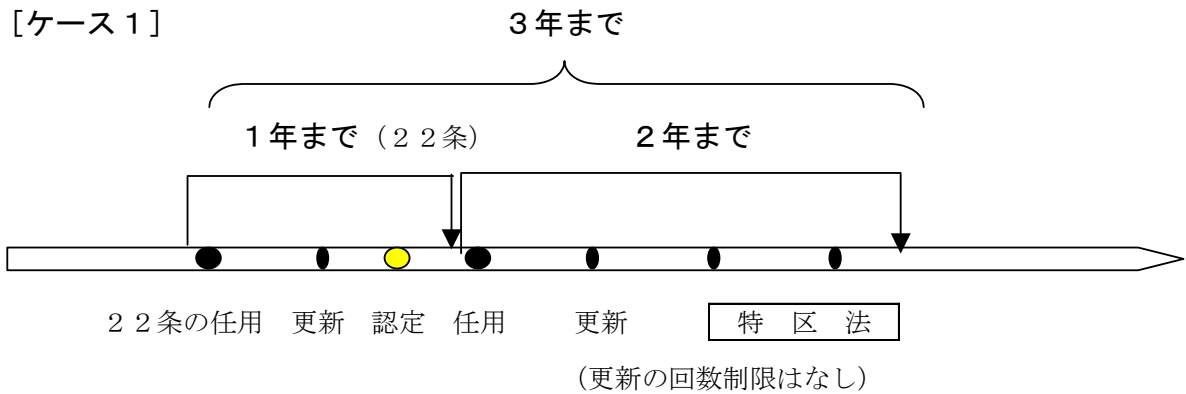 ［ケース１］
３年まで
１年まで（２２条）
２年まで
２２条の任用 更新 認定 任用 更新 特 区 法
（更新の回数制限はなし）